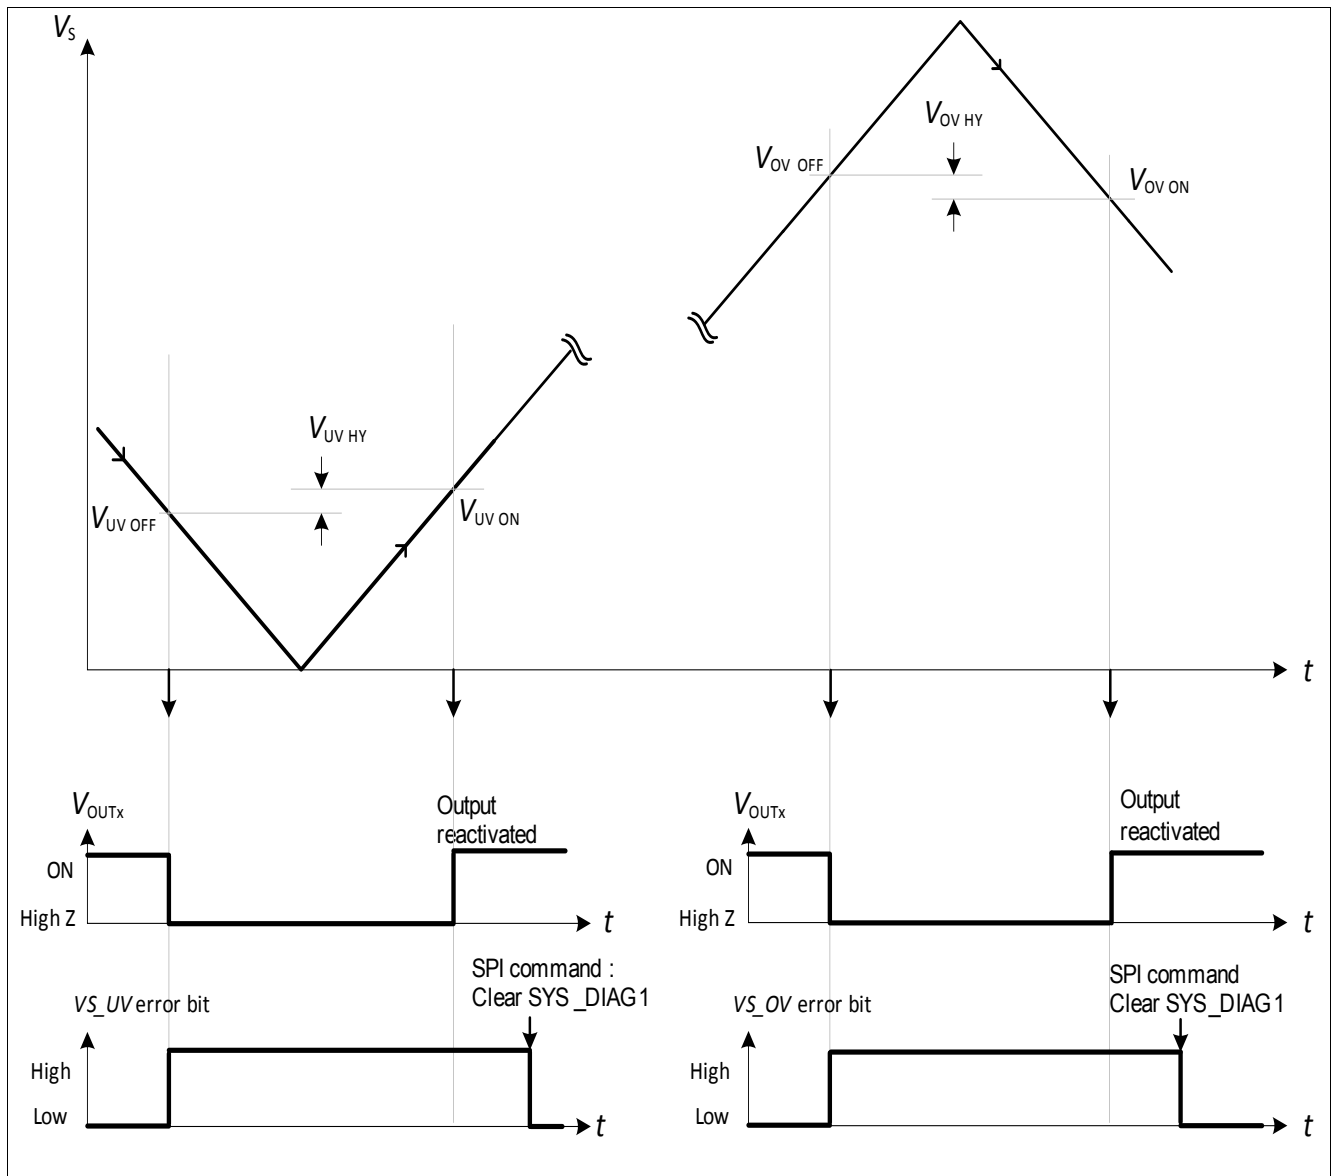 VS
VOV HY
VOV OFF
VOV ON
VUV HY
VUV OFF
VUV ON
t
VOUTx
Output
reactivated
ON
High Z
t
VOUTx
Output
reactivated
ON
High Z
t
SPI command :
Clear SYS_DIAG1
VS_UV error bit
High
Low
t
SPI command
Clear SYS_DIAG1
VS_OV error bit
High
Low
t